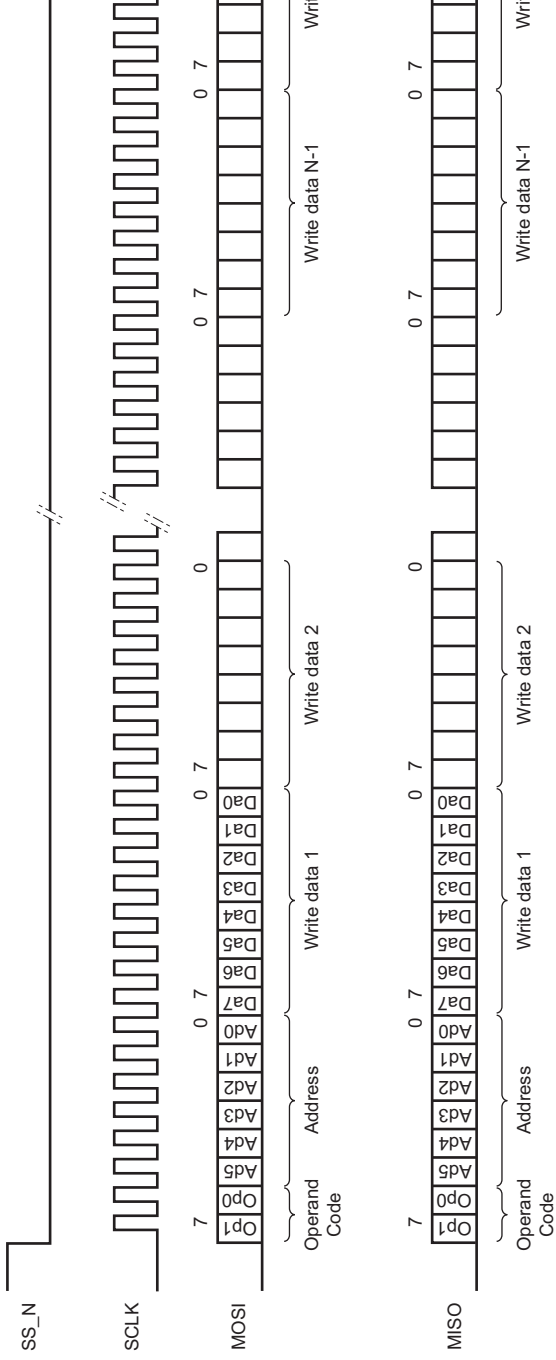 SS_N
SCLK
7 0 7 0 7 0 0 7 0 7
MOSI Op1 Op0 Ad5 Ad4 Ad3 Ad2 Ad1 Ad0 Da7 Da6 Da5 Da4 Da3 Da2 Da1 Da0
Operand Address Write data 1 Write data 2 Write data N-1
Code
7 0 7 0 7 0 0 7 0 7
MISO Op1 Op0 Ad5 Ad4 Ad3 Ad2 Ad1 Ad0 Da7 Da6 Da5 Da4 Da3 Da2 Da1 Da0
Operand Address Write data 1 Write data 2 Write data N-1
Code